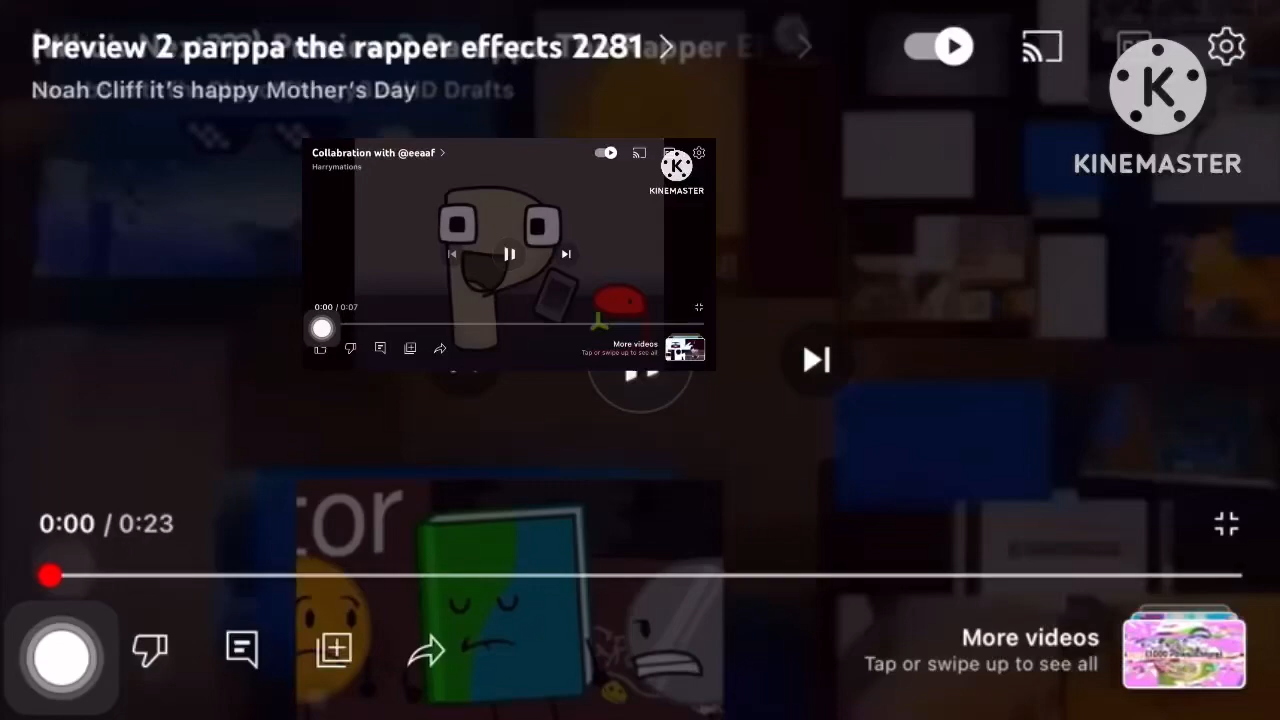 Preview 2 parppa the rapper effects 2281
Noah Cliff it's happy Mother's Day
KINEMASTER
Collabration with @eeaaf
Harrymations
KINEMASTER
0:00 / 0:07
More videos
Tap or swipe up to see all
tor
0:00 / 0:23
More videos
Tap or swipe up to see all